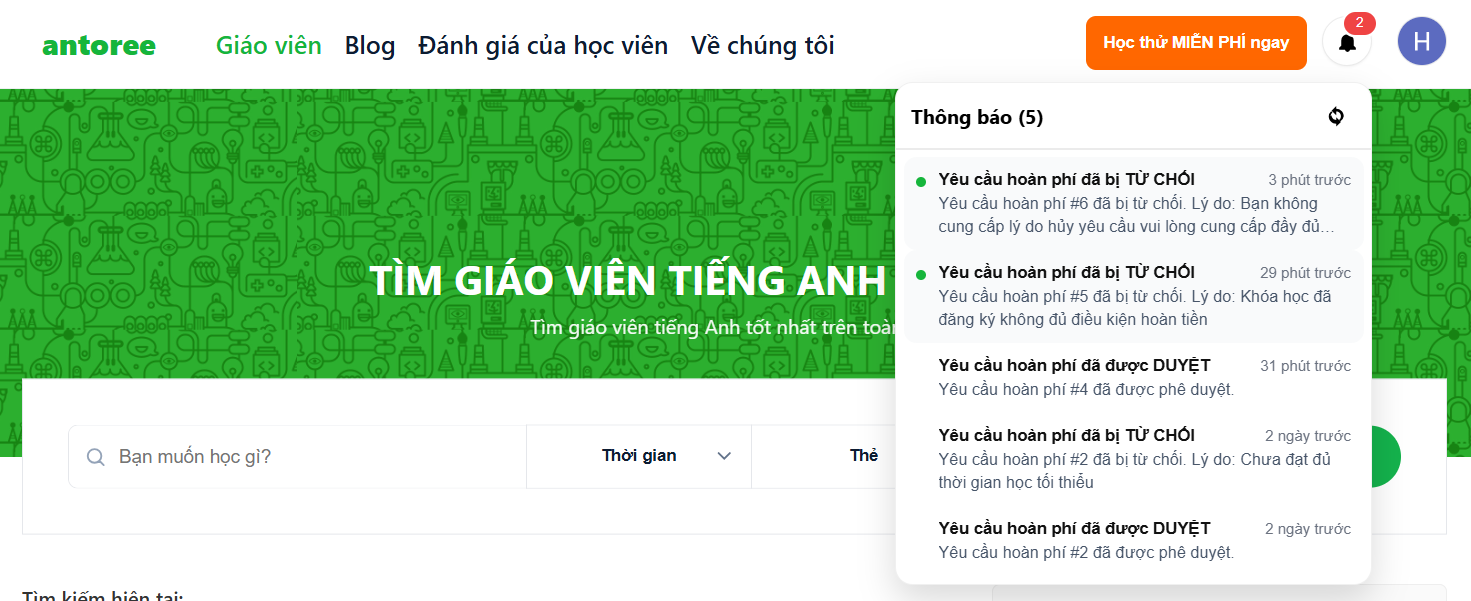 antoree
Giáo viên
Blog
Đánh giá của học viên
Về chúng tôi
Học thử MIỄN PHÍ ngay
2
H
Thông báo (5)
Yêu cầu hoàn phí đã bị TỪ CHỐI
3 phút trước
Yêu cầu hoàn phí #6 đã bị từ chối. Lý do: Bạn không
cung cấp lý do hủy yêu cầu vui lòng cung cấp đầy đủ…
Yêu cầu hoàn phí đã bị TỪ CHỐI
29 phút trước
Yêu cầu hoàn phí #5 đã bị từ chối. Lý do: Khóa học đã
đăng ký không đủ điều kiện hoàn tiền
Yêu cầu hoàn phí đã được DUYỆT
31 phút trước
Yêu cầu hoàn phí #4 đã được phê duyệt.
Yêu cầu hoàn phí đã bị TỪ CHỐI
2 ngày trước
Yêu cầu hoàn phí #2 đã bị từ chối. Lý do: Chưa đạt đủ
thời gian học tối thiểu
Yêu cầu hoàn phí đã được DUYỆT
2 ngày trước
Yêu cầu hoàn phí #2 đã được phê duyệt.
TÌM GIÁO VIÊN TIẾNG ANH
Tìm giáo viên tiếng Anh tốt nhất trên toàn
Bạn muốn học gì?
Thời gian
Thẻ
Tìm kiếm hiện tại: